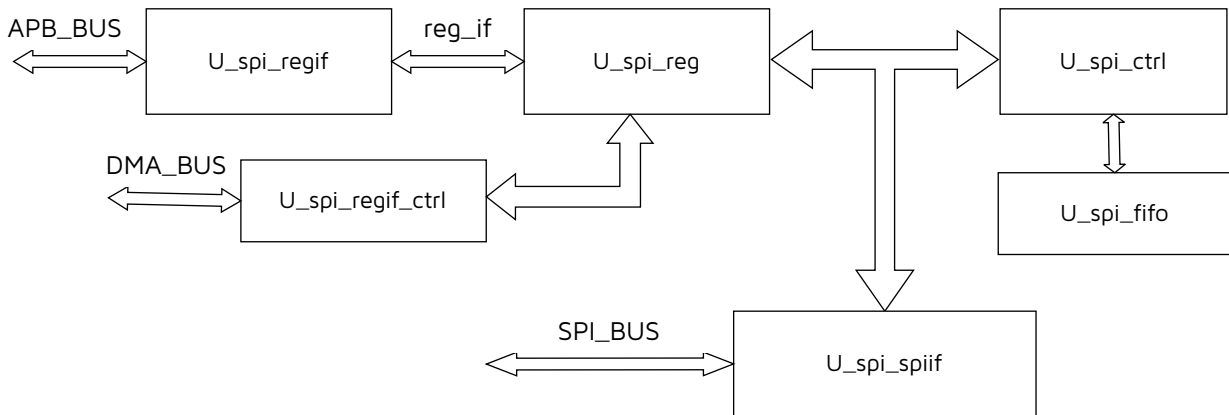 APB_BUS
U_spi_regif
reg_if
U_spi_reg
U_spi_ctrl
DMA_BUS
U_spi_regif_ctrl
U_spi_fifo
SPI_BUS
U_spi_spiif